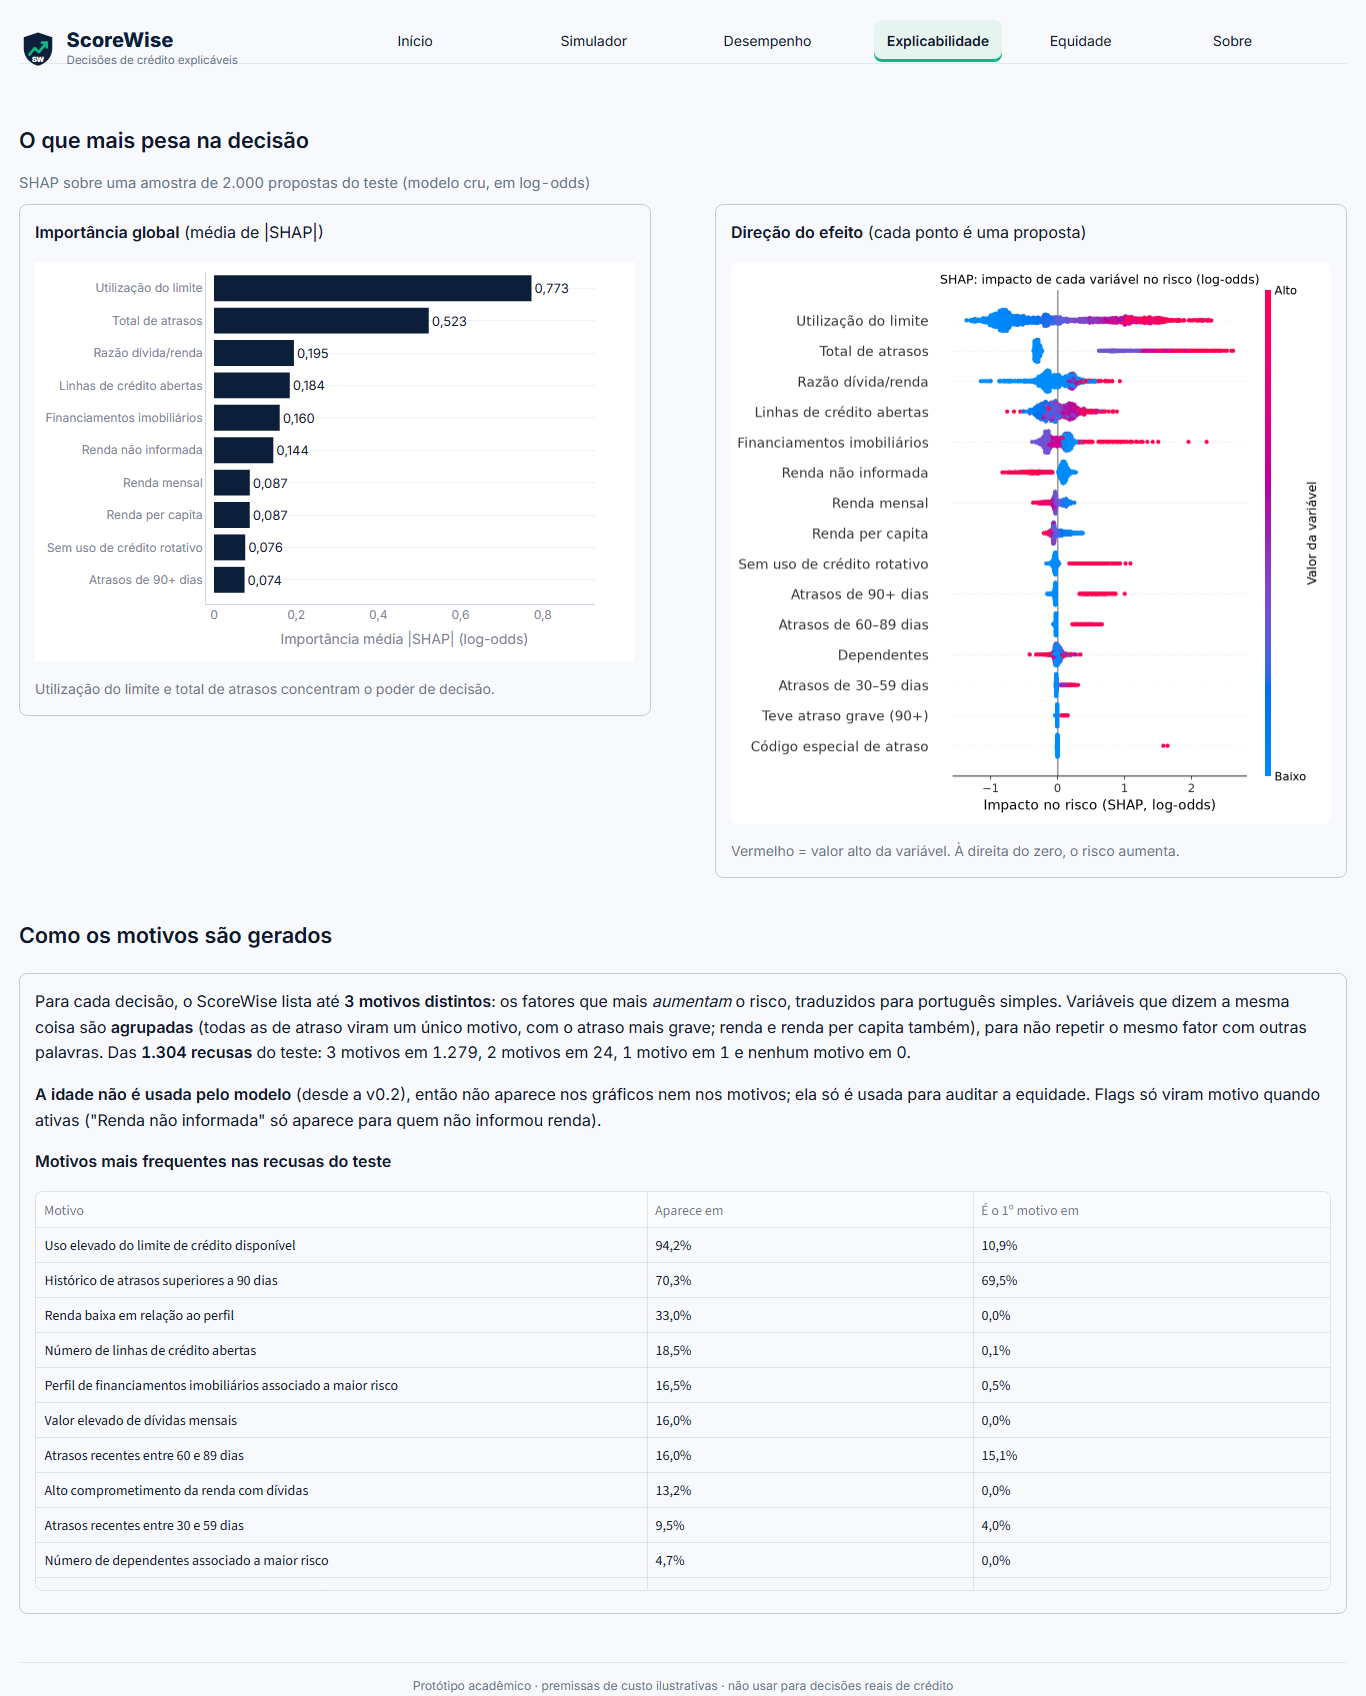 ScoreWise
Decisões de crédito explicáveis
SW
Início
Simulador
Desempenho
Explicabilidade
Equidade
Sobre
O que mais pesa na decisão
SHAP sobre uma amostra de 2.000 propostas do teste (modelo cru, em log-odds)
Importância global (média de |SHAP|)
Utilização do limite 0,773
Total de atrasos 0,523
Razão dívida/renda 0,195
Linhas de crédito abertas 0,184
Financiamentos imobiliários 0,160
Renda não informada 0,144
Renda mensal 0,087
Renda per capita 0,087
Sem uso de crédito rotativo 0,076
Atrasos de 90+ dias 0,074
0 0,2 0,4 0,6 0,8
Importância média |SHAP| (log-odds)
Utilização do limite e total de atrasos concentram o poder de decisão.
Direção do efeito (cada ponto é uma proposta)
SHAP: impacto de cada variável no risco (log-odds)
Alto
Utilização do limite
Total de atrasos
Razão dívida/renda
Linhas de crédito abertas
Financiamentos imobiliários
Renda não informada
Renda mensal
Renda per capita
Sem uso de crédito rotativo
Atrasos de 90+ dias
Atrasos de 60–89 dias
Dependentes
Atrasos de 30–59 dias
Teve atraso grave (90+)
Código especial de atraso
Valor da variável
Baixo
−1 0 1 2
Impacto no risco (SHAP, log-odds)
Vermelho = valor alto da variável. À direita do zero, o risco aumenta.
Como os motivos são gerados
Para cada decisão, o ScoreWise lista até 3 motivos distintos: os fatores que mais aumentam o risco, traduzidos para português simples. Variáveis que dizem a mesma
coisa são agrupadas (todas as de atraso viram um único motivo, com o atraso mais grave; renda e renda per capita também), para não repetir o mesmo fator com outras
palavras. Das 1.304 recusas do teste: 3 motivos em 1.279, 2 motivos em 24, 1 motivo em 1 e nenhum motivo em 0.
A idade não é usada pelo modelo (desde a v0.2), então não aparece nos gráficos nem nos motivos; ela só é usada para auditar a equidade. Flags só viram motivo quando
ativas ("Renda não informada" só aparece para quem não informou renda).
Motivos mais frequentes nas recusas do teste
Motivo Aparece em É o 1º motivo em
Uso elevado do limite de crédito disponível 94,2% 10,9%
Histórico de atrasos superiores a 90 dias 70,3% 69,5%
Renda baixa em relação ao perfil 33,0% 0,0%
Número de linhas de crédito abertas 18,5% 0,1%
Perfil de financiamentos imobiliários associado a maior risco 16,5% 0,5%
Valor elevado de dívidas mensais 16,0% 0,0%
Atrasos recentes entre 60 e 89 dias 16,0% 15,1%
Alto comprometimento da renda com dívidas 13,2% 0,0%
Atrasos recentes entre 30 e 59 dias 9,5% 4,0%
Número de dependentes associado a maior risco 4,7% 0,0%
Protótipo acadêmico · premissas de custo ilustrativas · não usar para decisões reais de crédito